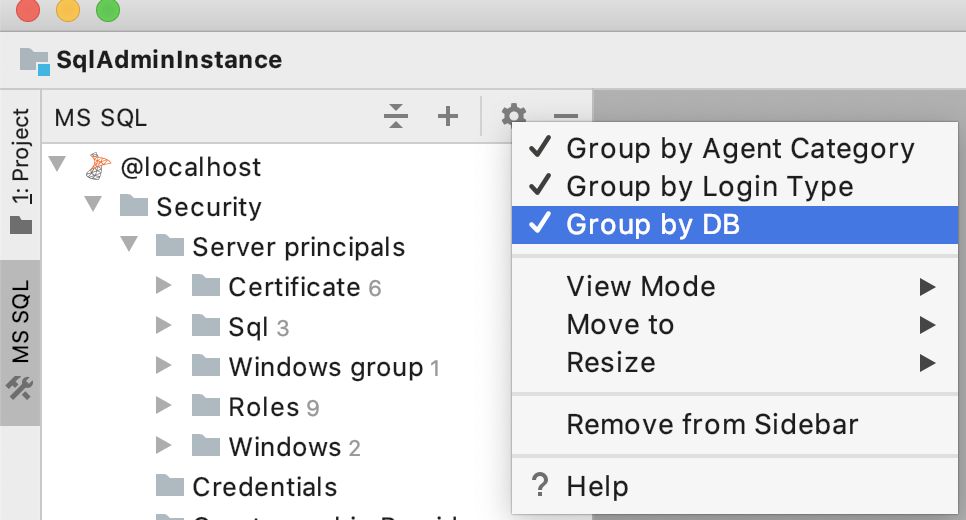 SqlAdminInstance
1: Project
MS SQL
MS SQL
@localhost
Security
Server principals
Certificate 6
Sql 3
Windows group 1
Roles 9
Windows 2
Credentials
Group by Agent Category
Group by Login Type
Group by DB
View Mode
Move to
Resize
Remove from Sidebar
? Help